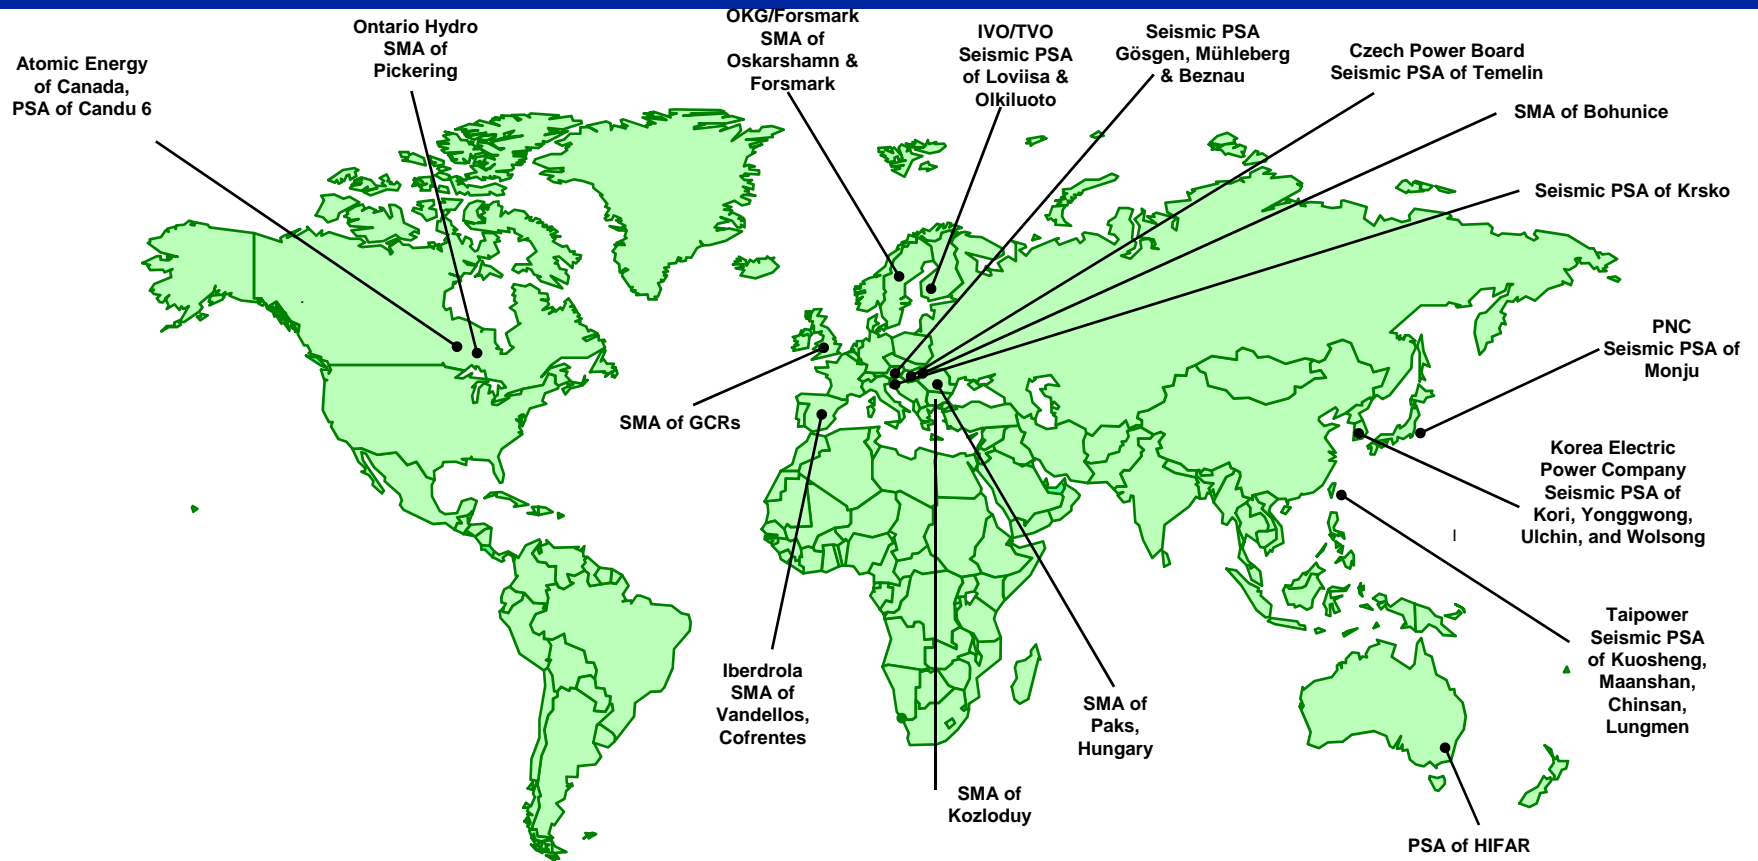 Atomic Energy
of Canada,
PSA of Candu 6
Ontario Hydro
SMA of
Pickering
OKG/Forsmark
SMA of
Oskarshamn &
Forsmark
IVO/TVO
Seismic PSA
of Loviisa &
Olkiluoto
Seismic PSA
Gösgen, Mühleberg
& Beznau
Czech Power Board
Seismic PSA of Temelin
SMA of Bohunice
Seismic PSA of Krsko
PNC
Seismic PSA of
Monju
Korea Electric
Power Company
Seismic PSA of
Kori, Yonggwong,
Ulchin, and Wolsong
Taipower
Seismic PSA
of Kuosheng,
Maanshan,
Chinsan,
Lungmen
SMA of GCRs
Iberdrola
SMA of
Vandellos,
Cofrentes
SMA of
Paks,
Hungary
SMA of
Kozloduy
PSA of HIFAR